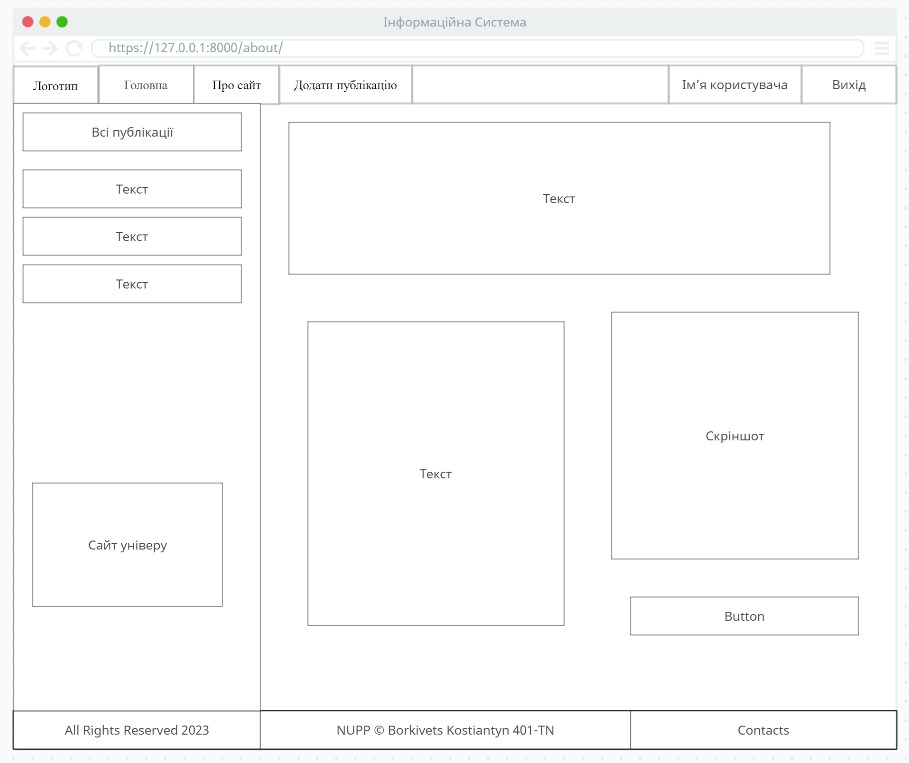 Інформаційна Система
https://127.0.0.1:8000/about/
Логотип
Головна
Про сайт
Додати публікацію
Ім’я користувача
Вихід
Всі публікації
Текст
Текст
Текст
Сайт універу
Текст
Текст
Скріншот
Button
All Rights Reserved 2023
NUPP © Borkivets Kostiantyn 401-TN
Contacts